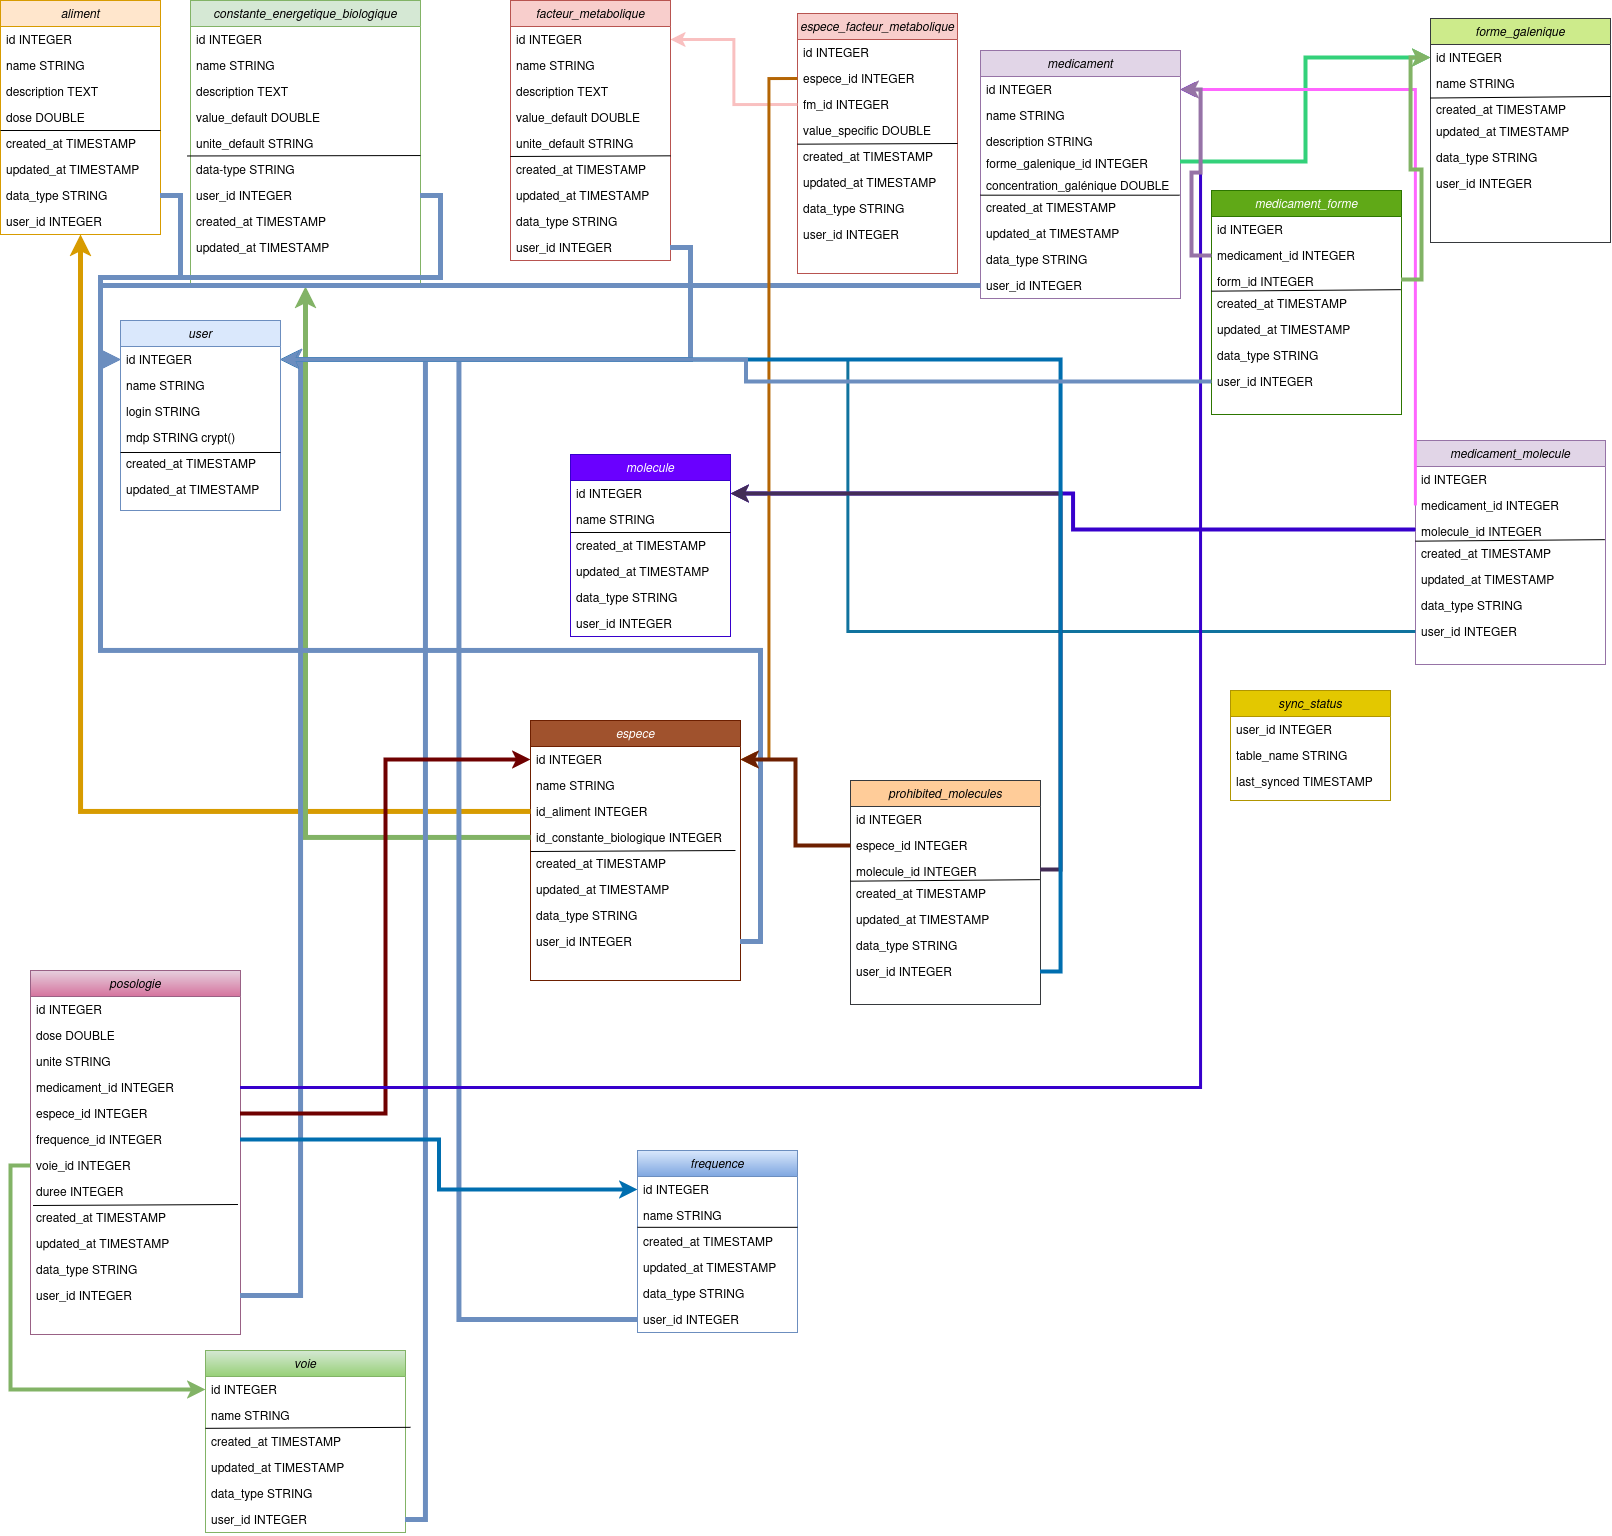 aliment
id INTEGER
name STRING
description TEXT
dose DOUBLE
created_at TIMESTAMP
updated_at TIMESTAMP
data_type STRING
user_id INTEGER
constante_energetique_biologique
id INTEGER
name STRING
description TEXT
value_default DOUBLE
unite_default STRING
data-type STRING
user_id INTEGER
created_at TIMESTAMP
updated_at TIMESTAMP
facteur_metabolique
id INTEGER
name STRING
description TEXT
value_default DOUBLE
unite_default STRING
created_at TIMESTAMP
updated_at TIMESTAMP
data_type STRING
user_id INTEGER
espece_facteur_metabolique
id INTEGER
espece_id INTEGER
fm_id INTEGER
value_specific DOUBLE
created_at TIMESTAMP
updated_at TIMESTAMP
data_type STRING
user_id INTEGER
medicament
id INTEGER
name STRING
description STRING
forme_galenique_id INTEGER
concentration_galénique DOUBLE
created_at TIMESTAMP
updated_at TIMESTAMP
data_type STRING
user_id INTEGER
forme_galenique
id INTEGER
name STRING
created_at TIMESTAMP
updated_at TIMESTAMP
data_type STRING
user_id INTEGER
medicament_forme
id INTEGER
medicament_id INTEGER
form_id INTEGER
created_at TIMESTAMP
updated_at TIMESTAMP
data_type STRING
user_id INTEGER
user
id INTEGER
name STRING
login STRING
mdp STRING crypt()
created_at TIMESTAMP
updated_at TIMESTAMP
molecule
id INTEGER
name STRING
created_at TIMESTAMP
updated_at TIMESTAMP
data_type STRING
user_id INTEGER
medicament_molecule
id INTEGER
medicament_id INTEGER
molecule_id INTEGER
created_at TIMESTAMP
updated_at TIMESTAMP
data_type STRING
user_id INTEGER
sync_status
user_id INTEGER
table_name STRING
last_synced TIMESTAMP
espece
id INTEGER
name STRING
id_aliment INTEGER
id_constante_biologique INTEGER
created_at TIMESTAMP
updated_at TIMESTAMP
data_type STRING
user_id INTEGER
prohibited_molecules
id INTEGER
espece_id INTEGER
molecule_id INTEGER
created_at TIMESTAMP
updated_at TIMESTAMP
data_type STRING
user_id INTEGER
posologie
id INTEGER
dose DOUBLE
unite STRING
medicament_id INTEGER
espece_id INTEGER
frequence_id INTEGER
voie_id INTEGER
duree INTEGER
created_at TIMESTAMP
updated_at TIMESTAMP
data_type STRING
user_id INTEGER
frequence
id INTEGER
name STRING
created_at TIMESTAMP
updated_at TIMESTAMP
data_type STRING
user_id INTEGER
voie
id INTEGER
name STRING
created_at TIMESTAMP
updated_at TIMESTAMP
data_type STRING
user_id INTEGER